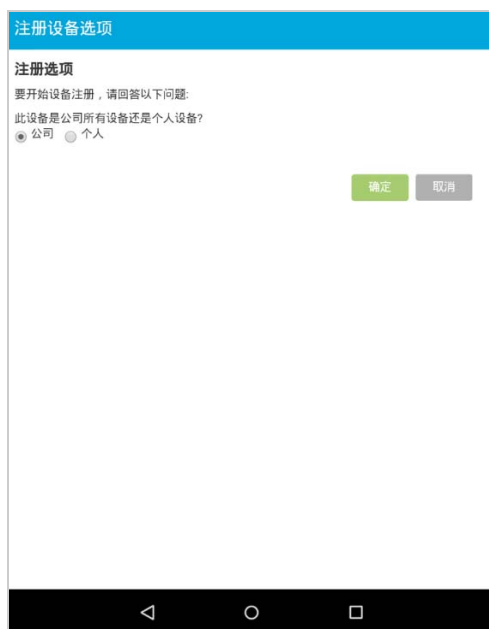 注册设备选项
注册选项
要开始设备注册，请回答以下问题:
此设备是公司所有设备还是个人设备?
公司 个人
确定 取消